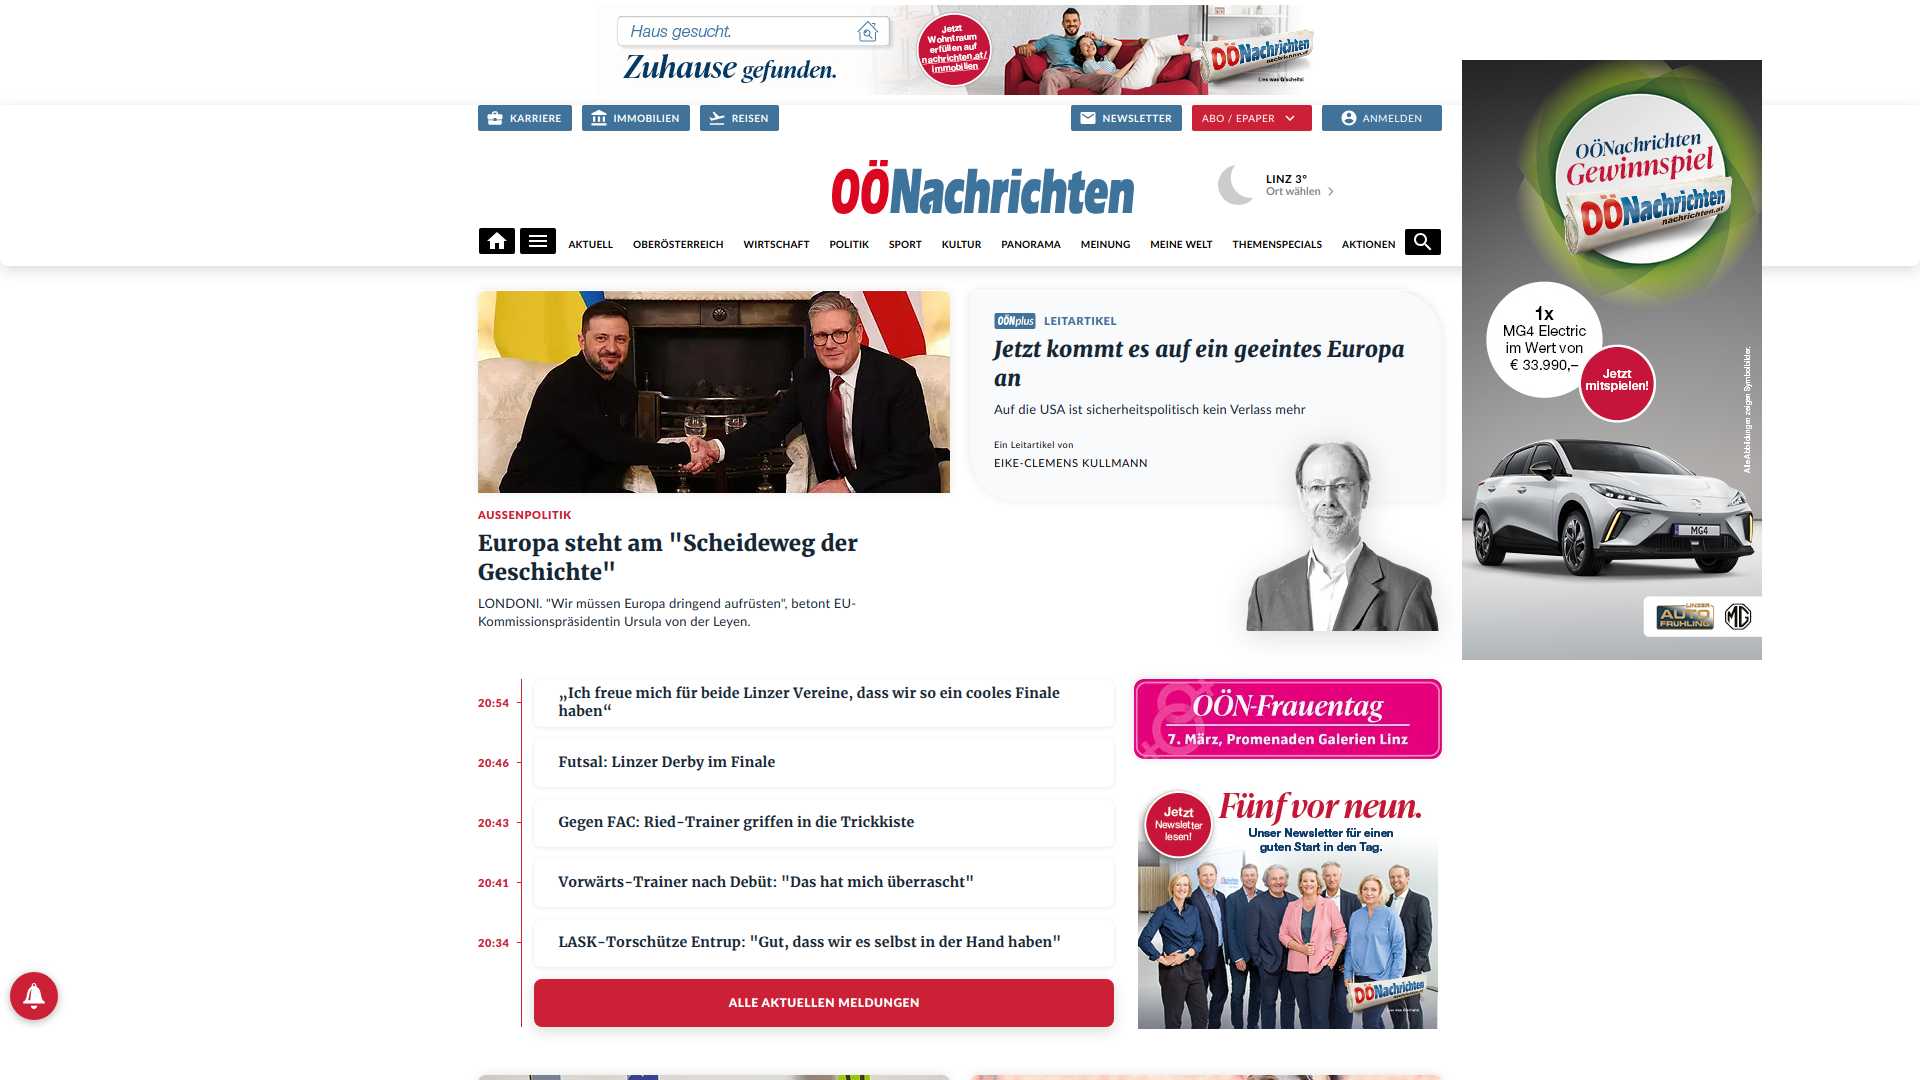 Haus gesucht.
Zuhause gefunden.
Jetzt
Wohntraum
erfüllen auf
nachrichten.at/
immobilien
OÖNachrichten
nachrichten.at
Lies was G'scheits!
KARRIERE
IMMOBILIEN
REISEN
NEWSLETTER
ABO / EPAPER
ANMELDEN
OÖNachrichten
LINZ 3°
Ort wählen
AKTUELL
OBERÖSTERREICH
WIRTSCHAFT
POLITIK
SPORT
KULTUR
PANORAMA
MEINUNG
MEINE WELT
THEMENSPECIALS
AKTIONEN
OÖNachrichten
Gewinnspiel
OÖNachrichten
nachrichten.at
1x
MG4 Electric
im Wert von
€ 33.990,–
Jetzt
mitspielen!
Alle Abbildungen zeigen Symbolbilder.
MG4
LINZER
AUTO
FRÜHLING
MG
OÖNplus LEITARTIKEL
Jetzt kommt es auf ein geeintes Europa
an
Auf die USA ist sicherheitspolitisch kein Verlass mehr
Ein Leitartikel von
EIKE-CLEMENS KULLMANN
AUSSENPOLITIK
Europa steht am "Scheideweg der
Geschichte"
LONDONI. "Wir müssen Europa dringend aufrüsten", betont EU-
Kommissionspräsidentin Ursula von der Leyen.
20:54
„Ich freue mich für beide Linzer Vereine, dass wir so ein cooles Finale
haben“
20:46
Futsal: Linzer Derby im Finale
20:43
Gegen FAC: Ried-Trainer griffen in die Trickkiste
20:41
Vorwärts-Trainer nach Debüt: "Das hat mich überrascht"
20:34
LASK-Torschütze Entrup: "Gut, dass wir es selbst in der Hand haben"
ALLE AKTUELLEN MELDUNGEN
OÖN-Frauentag
7. März, Promenaden Galerien Linz
Jetzt
Newsletter
lesen!
Fünf vor neun.
Unser Newsletter für einen
guten Start in den Tag.
OÖNachrichten